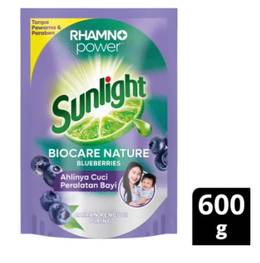 Tanpa
Pewarna &
Paraben
RHAMNO
power
Sunlight
BIOCARE NATURE
BLUEBERRIES
Ahlinya Cuci
Peralatan Bayi
600
g